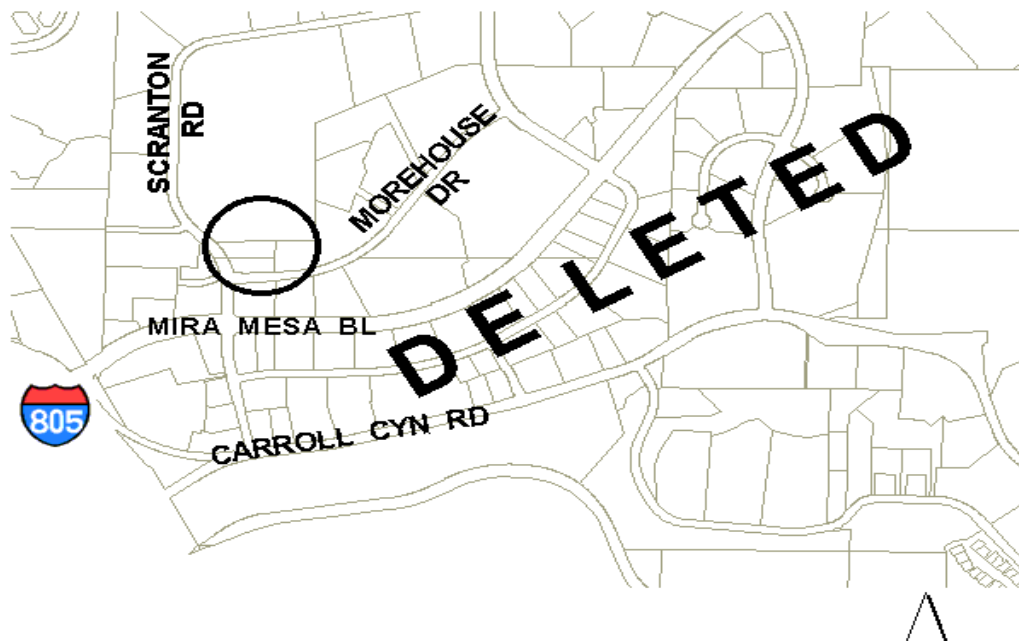 SCRANTON
RD
MOREHOUSE
DR
DELETED
MIRA MESA BL
805
CARROLL CYN RD